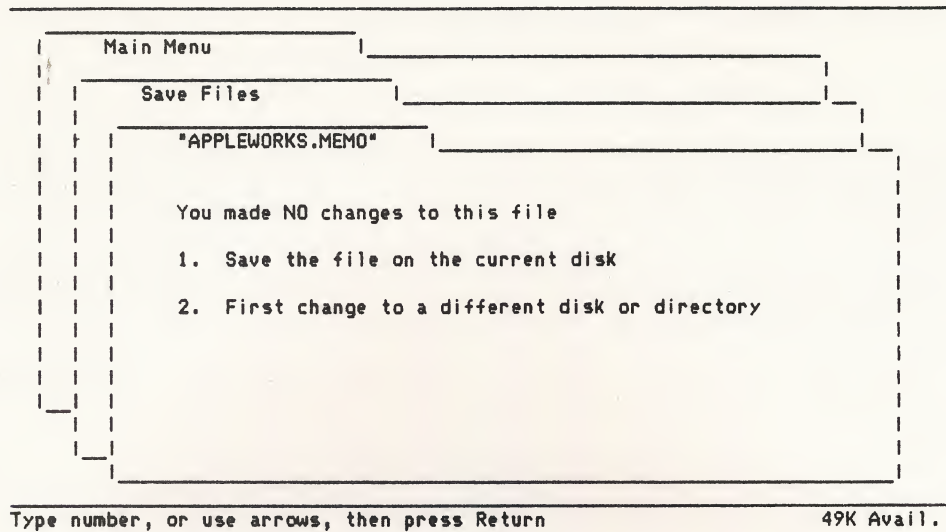 Main Menu
Save Files
"APPLEWORKS.MEMO"
You made NO changes to this file
1. Save the file on the current disk
2. First change to a different disk or directory
Type number, or use arrows, then press Return 49K Avail.